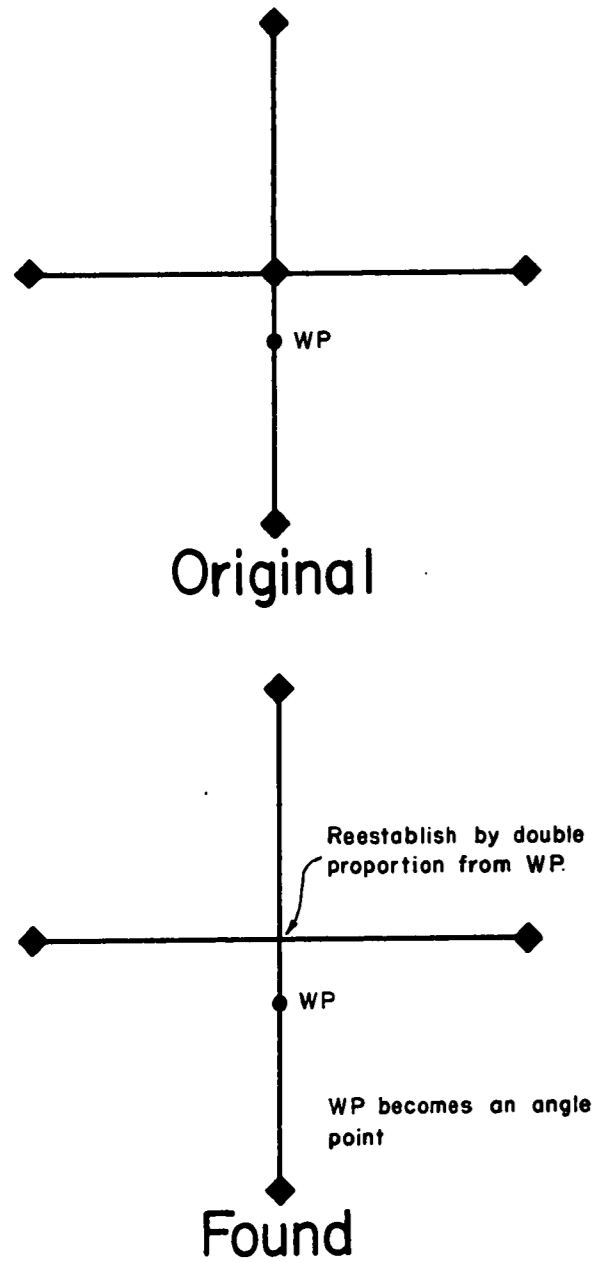 WP
Original
Reestablish by double
proportion from WP.
WP
WP becomes an angle
point
Found